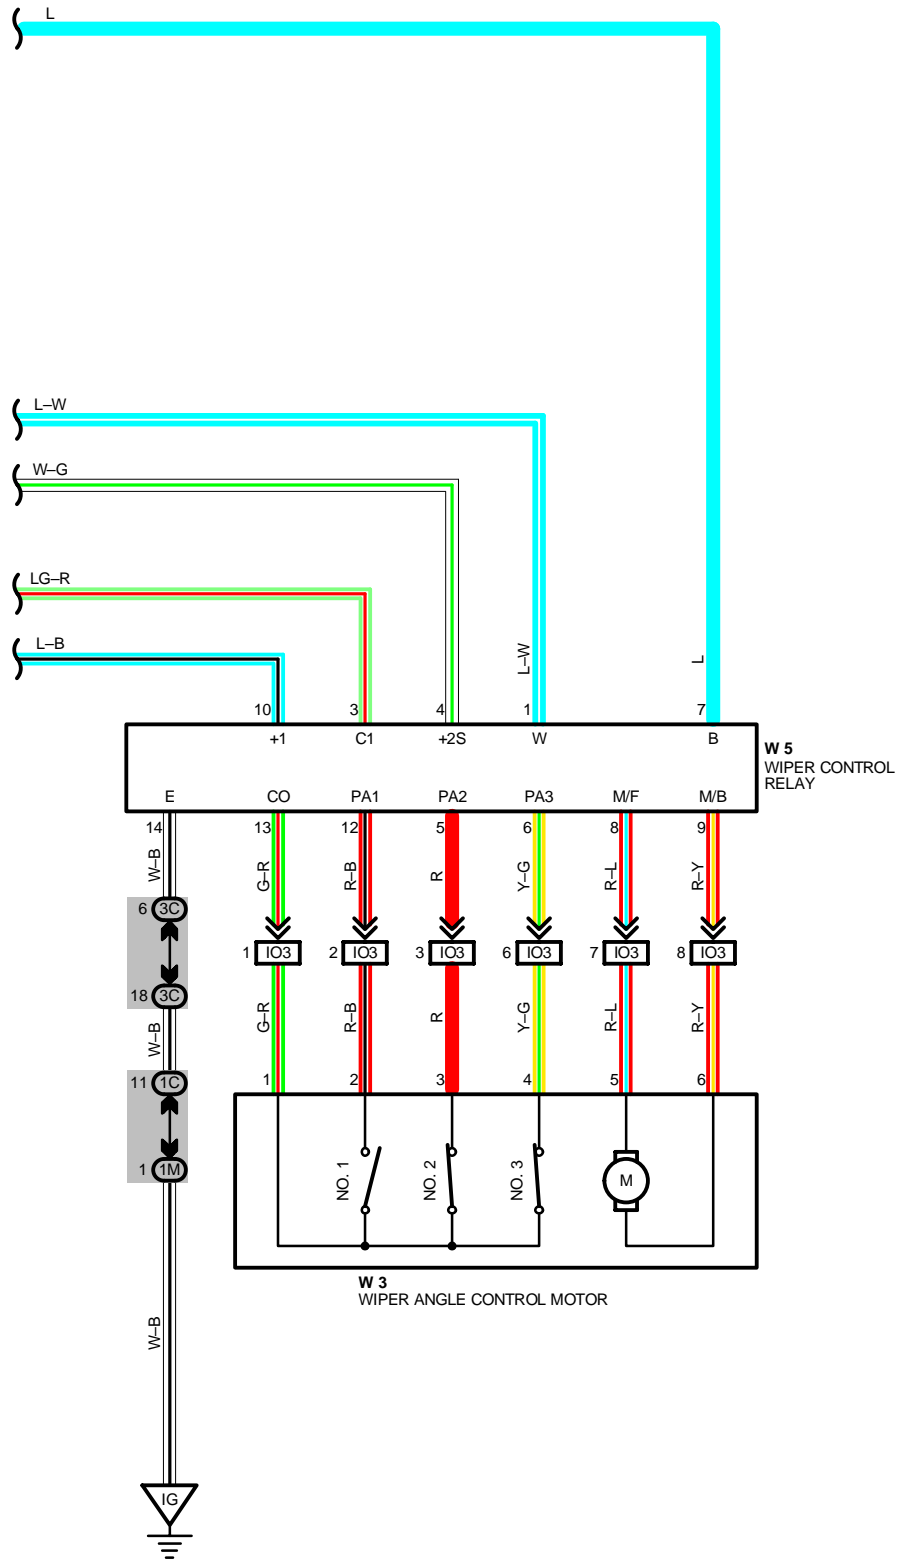 L
L–W
W–G
LG–R
L–B
L–W
L
10 3 4 1 7
+1 C1 +2S W B
W 5
WIPER CONTROL
RELAY
E CO PA1 PA2 PA3 M/F M/B
14 13 12 5 6 8 9
W–B G–R R–B R Y–G R–L R–Y
6 3C
1 IO3 2 IO3 3 IO3 6 IO3 7 IO3 8 IO3
18 3C
W–B G–R R–B R Y–G R–L R–Y
11 1C
1 2 3 4 5 6
1 1M
NO. 1 NO. 2 NO. 3 M
W 3
WIPER ANGLE CONTROL MOTOR
W–B
IG